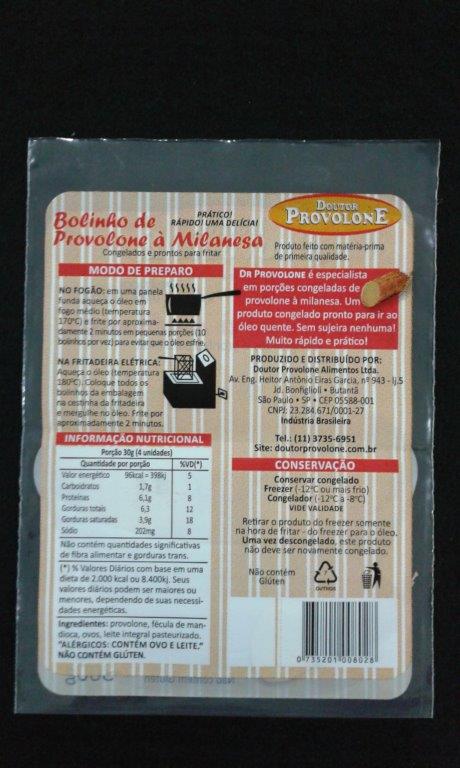 Bolinho de
Provolone à Milanesa
PRÁTICO!
RÁPIDO! UMA DELÍCIA!
Congelados e prontos para fritar
DOUTOR
PROVOLONE
Produto feito com matéria-prima
de primeira qualidade.
MODO DE PREPARO
NO FOGÃO: em uma panela
funda aqueça o óleo em
fogo médio (temperatura
170ºC) e frite por aproxima-
damente 2 minutos em pequenas porções (10
bolinhos por vez) para evitar que o óleo esfrie.
NA FRITADEIRA ELÉTRICA:
Aqueça o óleo (temperatura
180ºC). Coloque todos os
bolinhos da embalagem
na cestinha da fritadeira
e mergulhe no óleo. Frite por
aproximadamente 2 minutos.
INFORMAÇÃO NUTRICIONAL
Porção 30g (4 unidades)
Quantidade por porção %VD(*)
Valor energético 96kcal = 398kj 5
Carboidratos 1,7g 1
Proteínas 6,1g 8
Gorduras totais 6,3 12
Gorduras saturadas 3,9g 18
Sódio 202mg 8
Não contém quantidades significativas
de fibra alimentar e gorduras trans.
(*) % Valores Diários com base em uma
dieta de 2.000 kcal ou 8.400kj. Seus
valores diários podem ser maiores ou
menores, dependendo de suas necessi-
dades energéticas.
Ingredientes: provolone, fécula de man-
dioca, ovos, leite integral pasteurizado.
"ALÉRGICOS: CONTÉM OVO E LEITE."
NÃO CONTÉM GLÚTEN.
DR PROVOLONE é especialista
em porções congeladas de
provolone à milanesa. Um
produto congelado pronto para ir ao
óleo quente. Sem sujeira nenhuma!
Muito rápido e prático!
PRODUZIDO E DISTRIBUÍDO POR:
Doutor Provolone Alimentos Ltda.
Av. Eng. Heitor Antônio Eiras Garcia, nº 943 - lj.5
Jd. Bonfiglioli • Butantã
São Paulo • SP • CEP 05588-001
CNPJ: 23.284.671/0001-27
Indústria Brasileira
Tel.: (11) 3735-6951
Site: doutorprovolone.com.br
CONSERVAÇÃO
Conservar congelado
Freezer (-12ºC ou mais frio)
Congelador (-12ºC a -8ºC)
VIDE VALIDADE
Retirar o produto do freezer somente
na hora de fritar - do freezer para o óleo.
Uma vez descongelado, este produto
não deve ser novamente congelado.
Não contém
Glúten
OUTROS
0 735201 008028